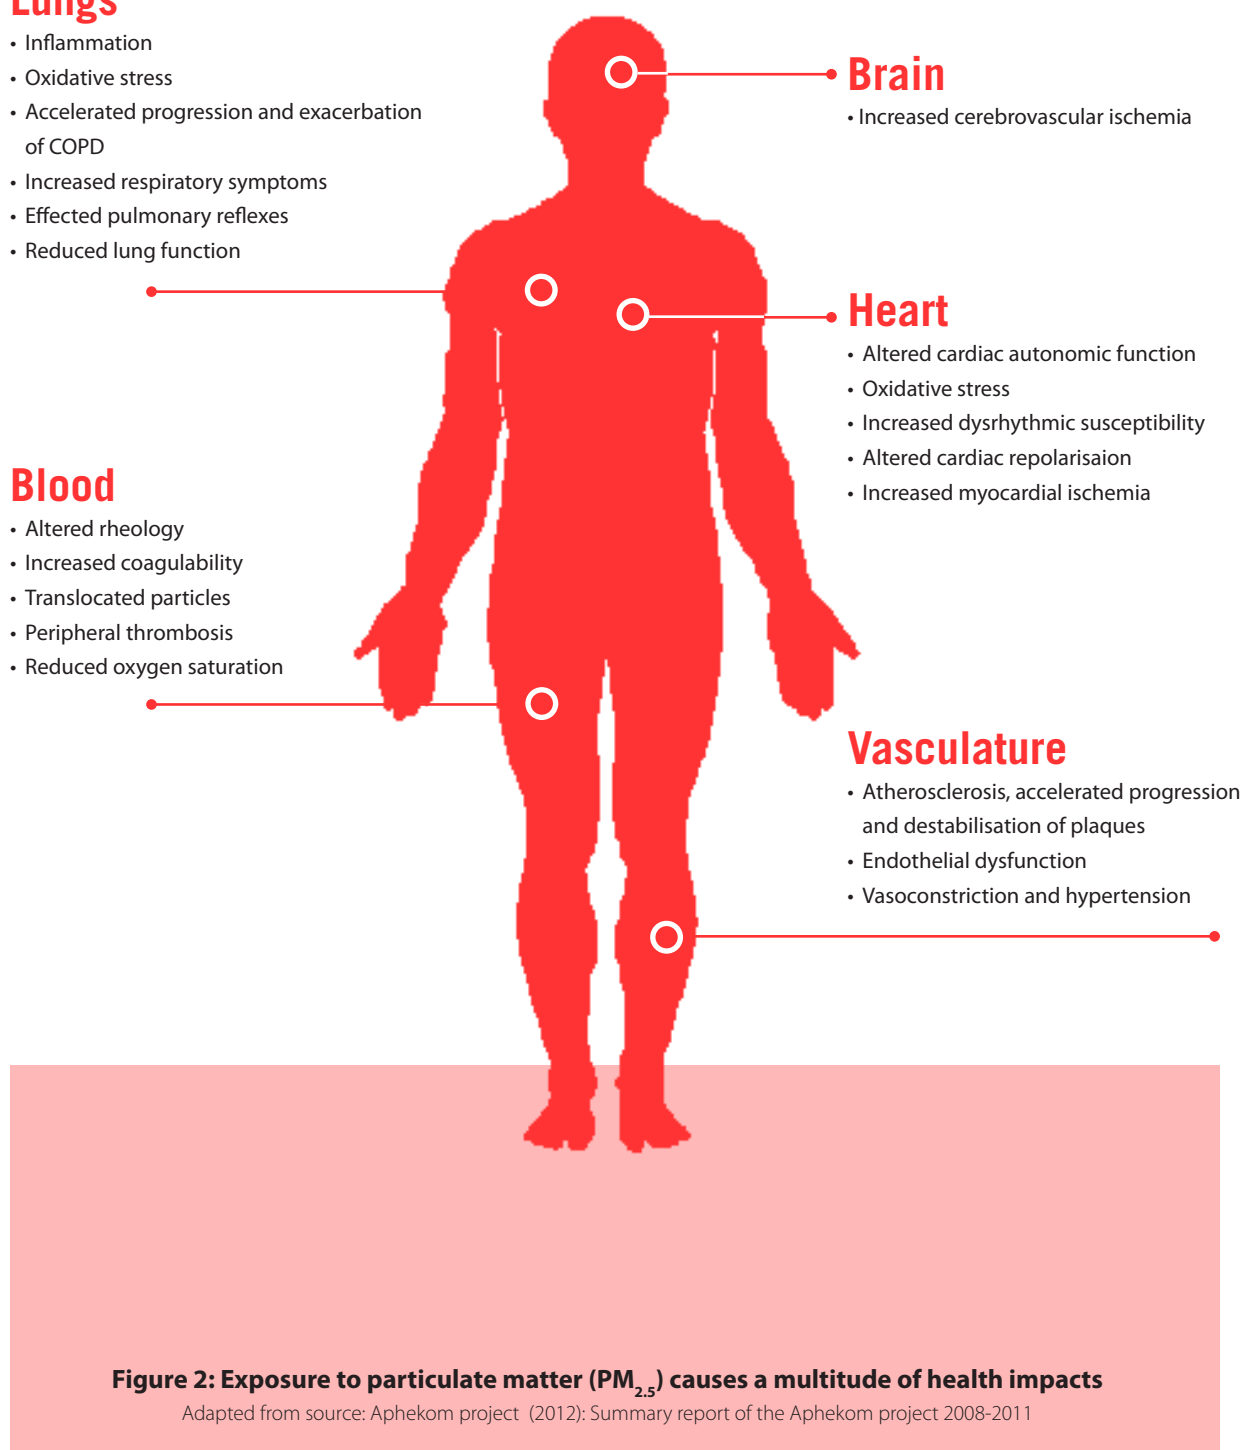 Lungs
• Inflammation
• Oxidative stress
• Accelerated progression and exacerbation
of COPD
• Increased respiratory symptoms
• Effected pulmonary reflexes
• Reduced lung function
Brain
• Increased cerebrovascular ischemia
Heart
• Altered cardiac autonomic function
• Oxidative stress
• Increased dysrhythmic susceptibility
• Altered cardiac repolarisaion
• Increased myocardial ischemia
Blood
• Altered rheology
• Increased coagulability
• Translocated particles
• Peripheral thrombosis
• Reduced oxygen saturation
Vasculature
• Atherosclerosis, accelerated progression
and destabilisation of plaques
• Endothelial dysfunction
• Vasoconstriction and hypertension
Figure 2: Exposure to particulate matter (PM2.5) causes a multitude of health impacts
Adapted from source: Aphekom project (2012): Summary report of the Aphekom project 2008-2011